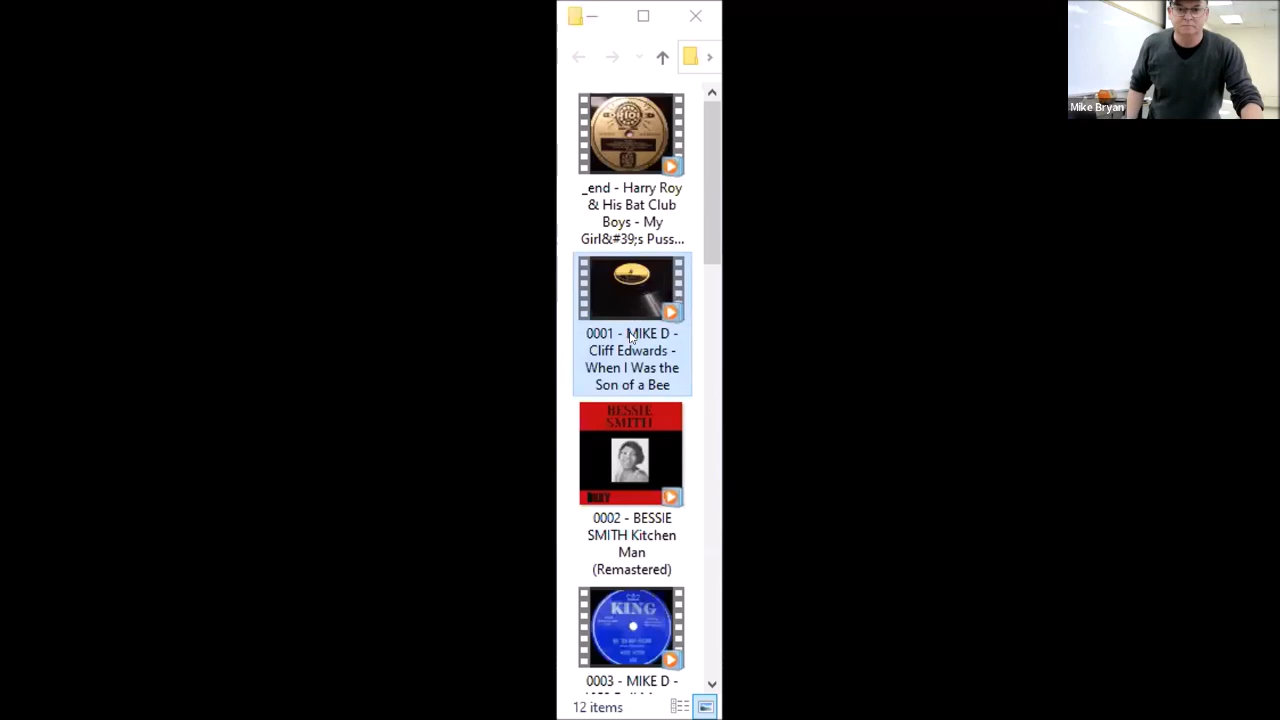 _end - Harry Roy
& His Bat Club
Boys - My
Girl&#39;s Puss...
0001 - MIKE D -
Cliff Edwards -
When I Was the
Son of a Bee
BESSIE
SMITH
0002 - BESSIE
SMITH Kitchen
Man
(Remastered)
KING
0003 - MIKE D -
12 items
Mike Bryan